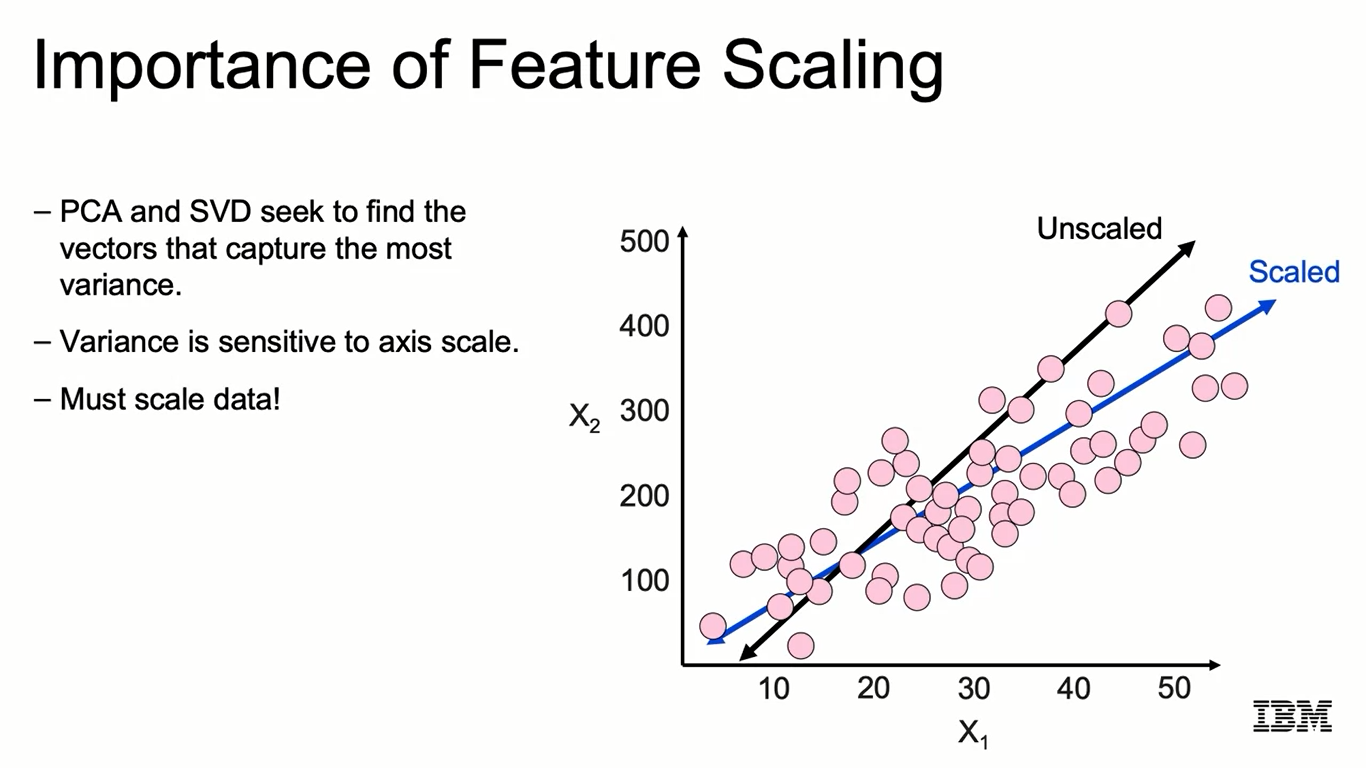 Importance of Feature Scaling
– PCA and SVD seek to find the
vectors that capture the most
variance.
– Variance is sensitive to axis scale.
– Must scale data!
Unscaled
Scaled
500
400
300
200
100
X₂
10 20 30 40 50
X₁
IBM